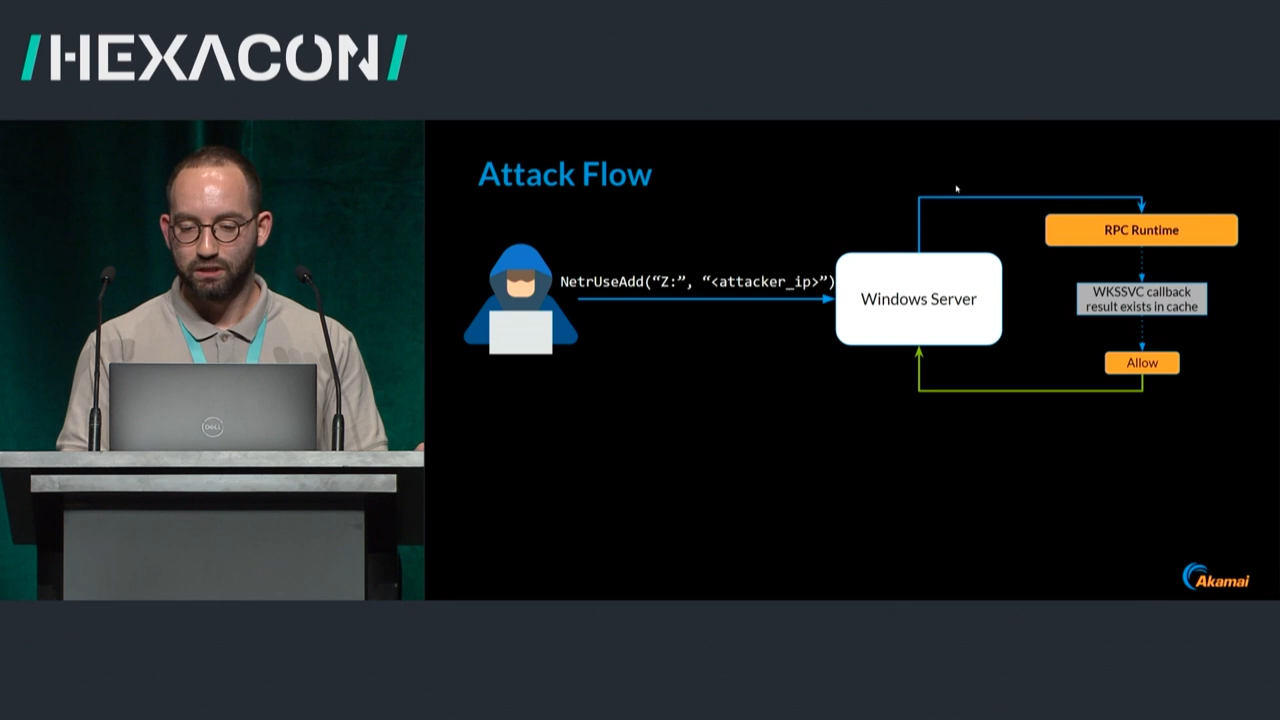 /HEXACON/
Attack Flow
NetrUseAdd(“Z:”, “<attacker_ip>”)
Windows Server
RPC Runtime
WKSSVC callback
result exists in cache
Allow
DELL
Akamai